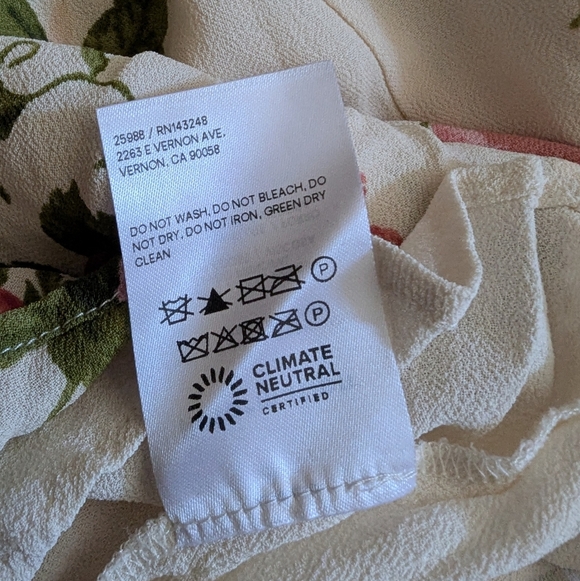 25988 / RN143248
2263 E VERNON AVE,
VERNON, CA 90058
DO NOT WASH, DO NOT BLEACH, DO
NOT DRY, DO NOT IRON, GREEN DRY
CLEAN
P
P
CLIMATE
NEUTRAL
CERTIFIED